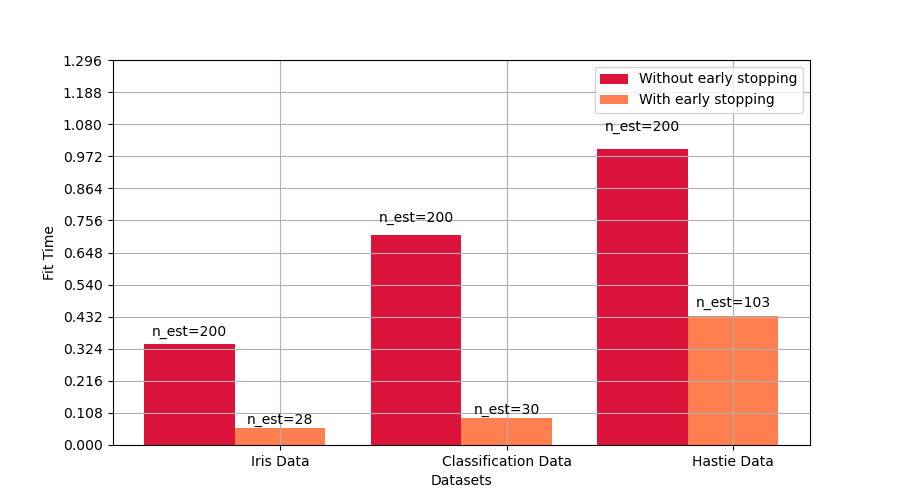 1.296
1.188
1.080
0.972
0.864
0.756
0.648
0.540
0.432
0.324
0.216
0.108
0.000
Fit Time
Without early stopping
With early stopping
n_est=200
n_est=28
n_est=200
n_est=30
n_est=200
n_est=103
Iris Data
Classification Data
Hastie Data
Datasets